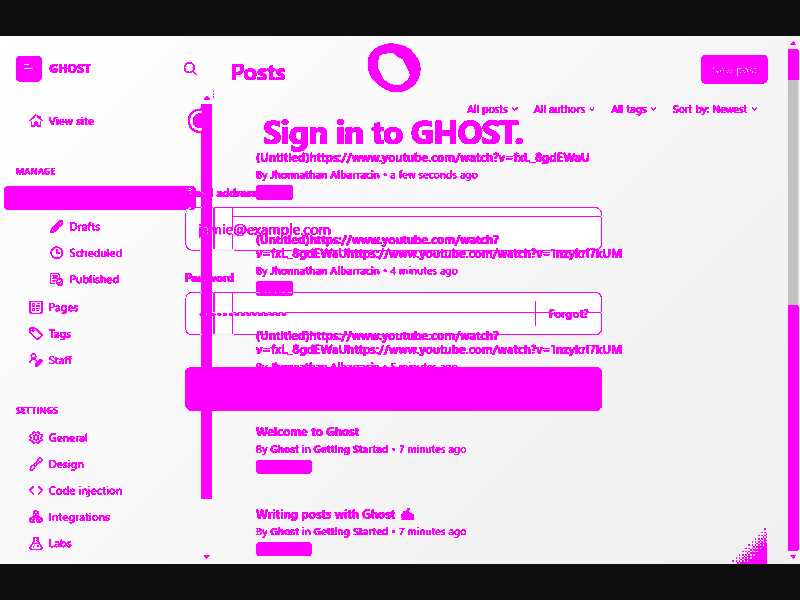 GHOST
Posts
New post
All posts
All authors
All tags
Sort by: Newest
View site
Sign in to GHOST.
(Untitled)https://www.youtube.com/watch?v=fxL_8gdEWaU
By Jhonnathan Albarracin • a few seconds ago
MANAGE
Email address
Drafts
jamie@example.com
(Untitled)https://www.youtube.com/watch?
v=fxL_8gdEWaUhttps://www.youtube.com/watch?v=1nzykrf7kUM
Scheduled
By Jhonnathan Albarracin • 4 minutes ago
Published
Password
Pages
Forgot?
Tags
(Untitled)https://www.youtube.com/watch?
v=fxL_8gdEWaUhttps://www.youtube.com/watch?v=1nzykrf7kUM
Staff
By Jhonnathan Albarracin • 5 minutes ago
SETTINGS
General
Welcome to Ghost
By Ghost in Getting Started • 7 minutes ago
Design
Code injection
Integrations
Writing posts with Ghost ✍
By Ghost in Getting Started • 7 minutes ago
Labs